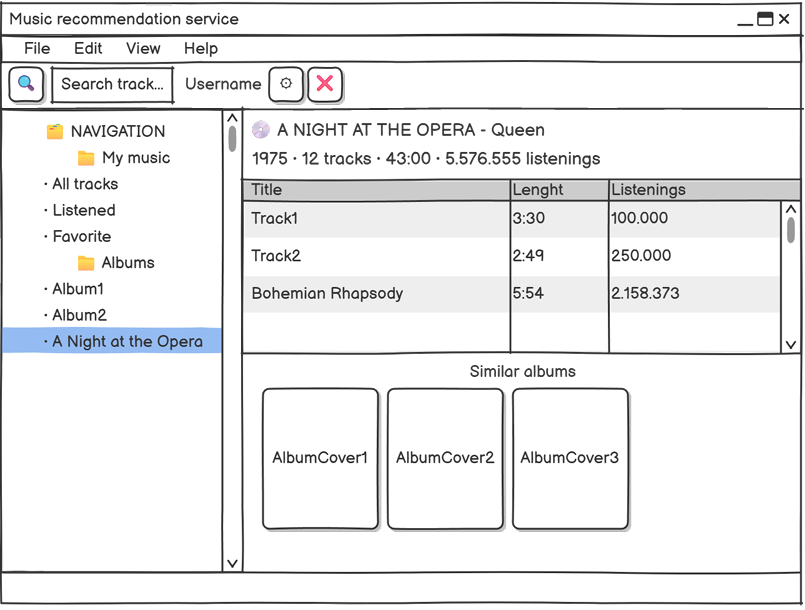 Music recommendation service
File Edit View Help
Search track... Username
NAVIGATION
My music
· All tracks
· Listened
· Favorite
Albums
· Album1
· Album2
· A Night at the Opera
A NIGHT AT THE OPERA - Queen
1975 · 12 tracks · 43:00 · 5.576.555 listenings
Title Lenght Listenings
Track1 3:30 100.000
Track2 2:49 250.000
Bohemian Rhapsody 5:54 2.158.373
Similar albums
AlbumCover1 AlbumCover2 AlbumCover3